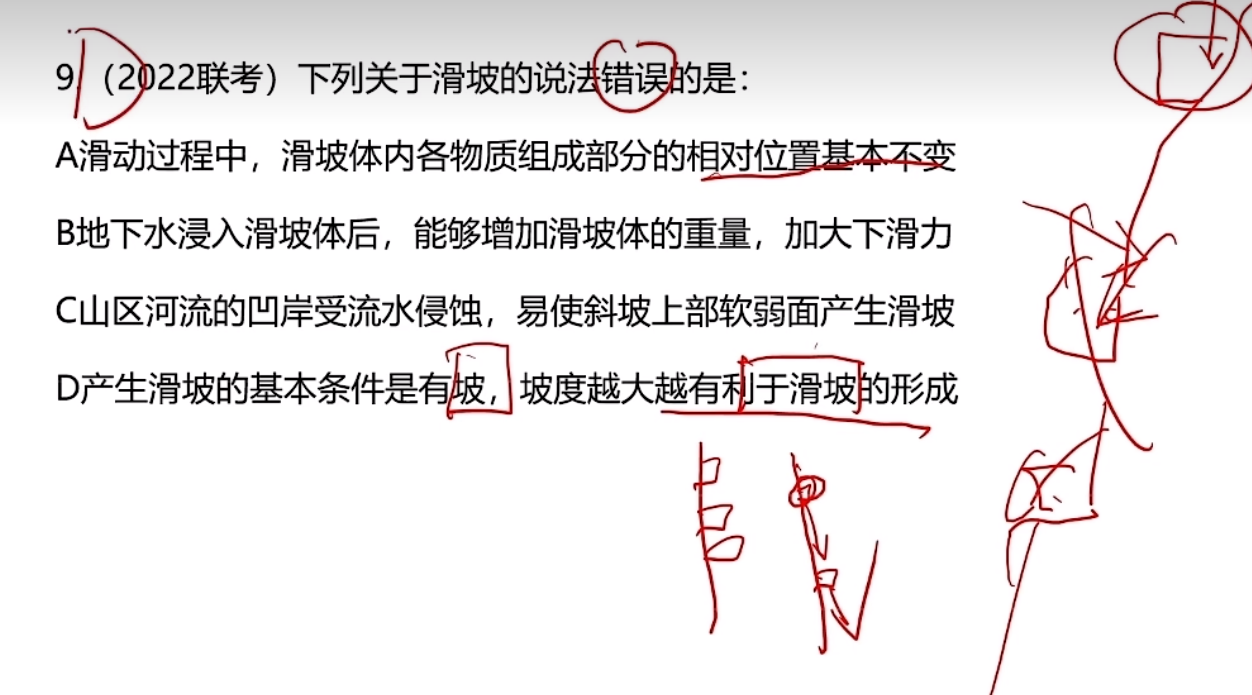 9.（2022联考）下列关于滑坡的说法错误的是：
A滑动过程中，滑坡体内各物质组成部分的相对位置基本不变
B地下水浸入滑坡体后，能够增加滑坡体的重量，加大下滑力
C山区河流的凹岸受流水侵蚀，易使斜坡上部软弱面产生滑坡
D产生滑坡的基本条件是有坡，坡度越大越有利于滑坡的形成